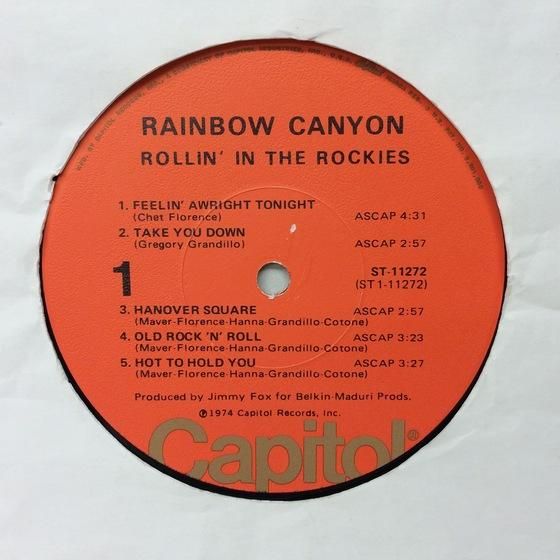 RAINBOW CANYON
ROLLIN' IN THE ROCKIES
1. FEELIN' AWRIGHT TONIGHT
(Chet Florence) ASCAP 4:31
2. TAKE YOU DOWN
(Gregory Grandillo) ASCAP 2:57
1 ST-11272
(ST 1-11272)
3. HANOVER SQUARE ASCAP 2:57
(Maver-Florence-Hanna-Grandillo-Cotone)
4. OLD ROCK 'N' ROLL ASCAP 3:23
(Maver-Florence-Hanna-Grandillo-Cotone)
5. HOT TO HOLD YOU ASCAP 3:27
(Maver-Florence-Hanna-Grandillo-Cotone)
Produced by Jimmy Fox for Belkin-Maduri Prods.
℗1974 Capitol Records, Inc.
Capitol®